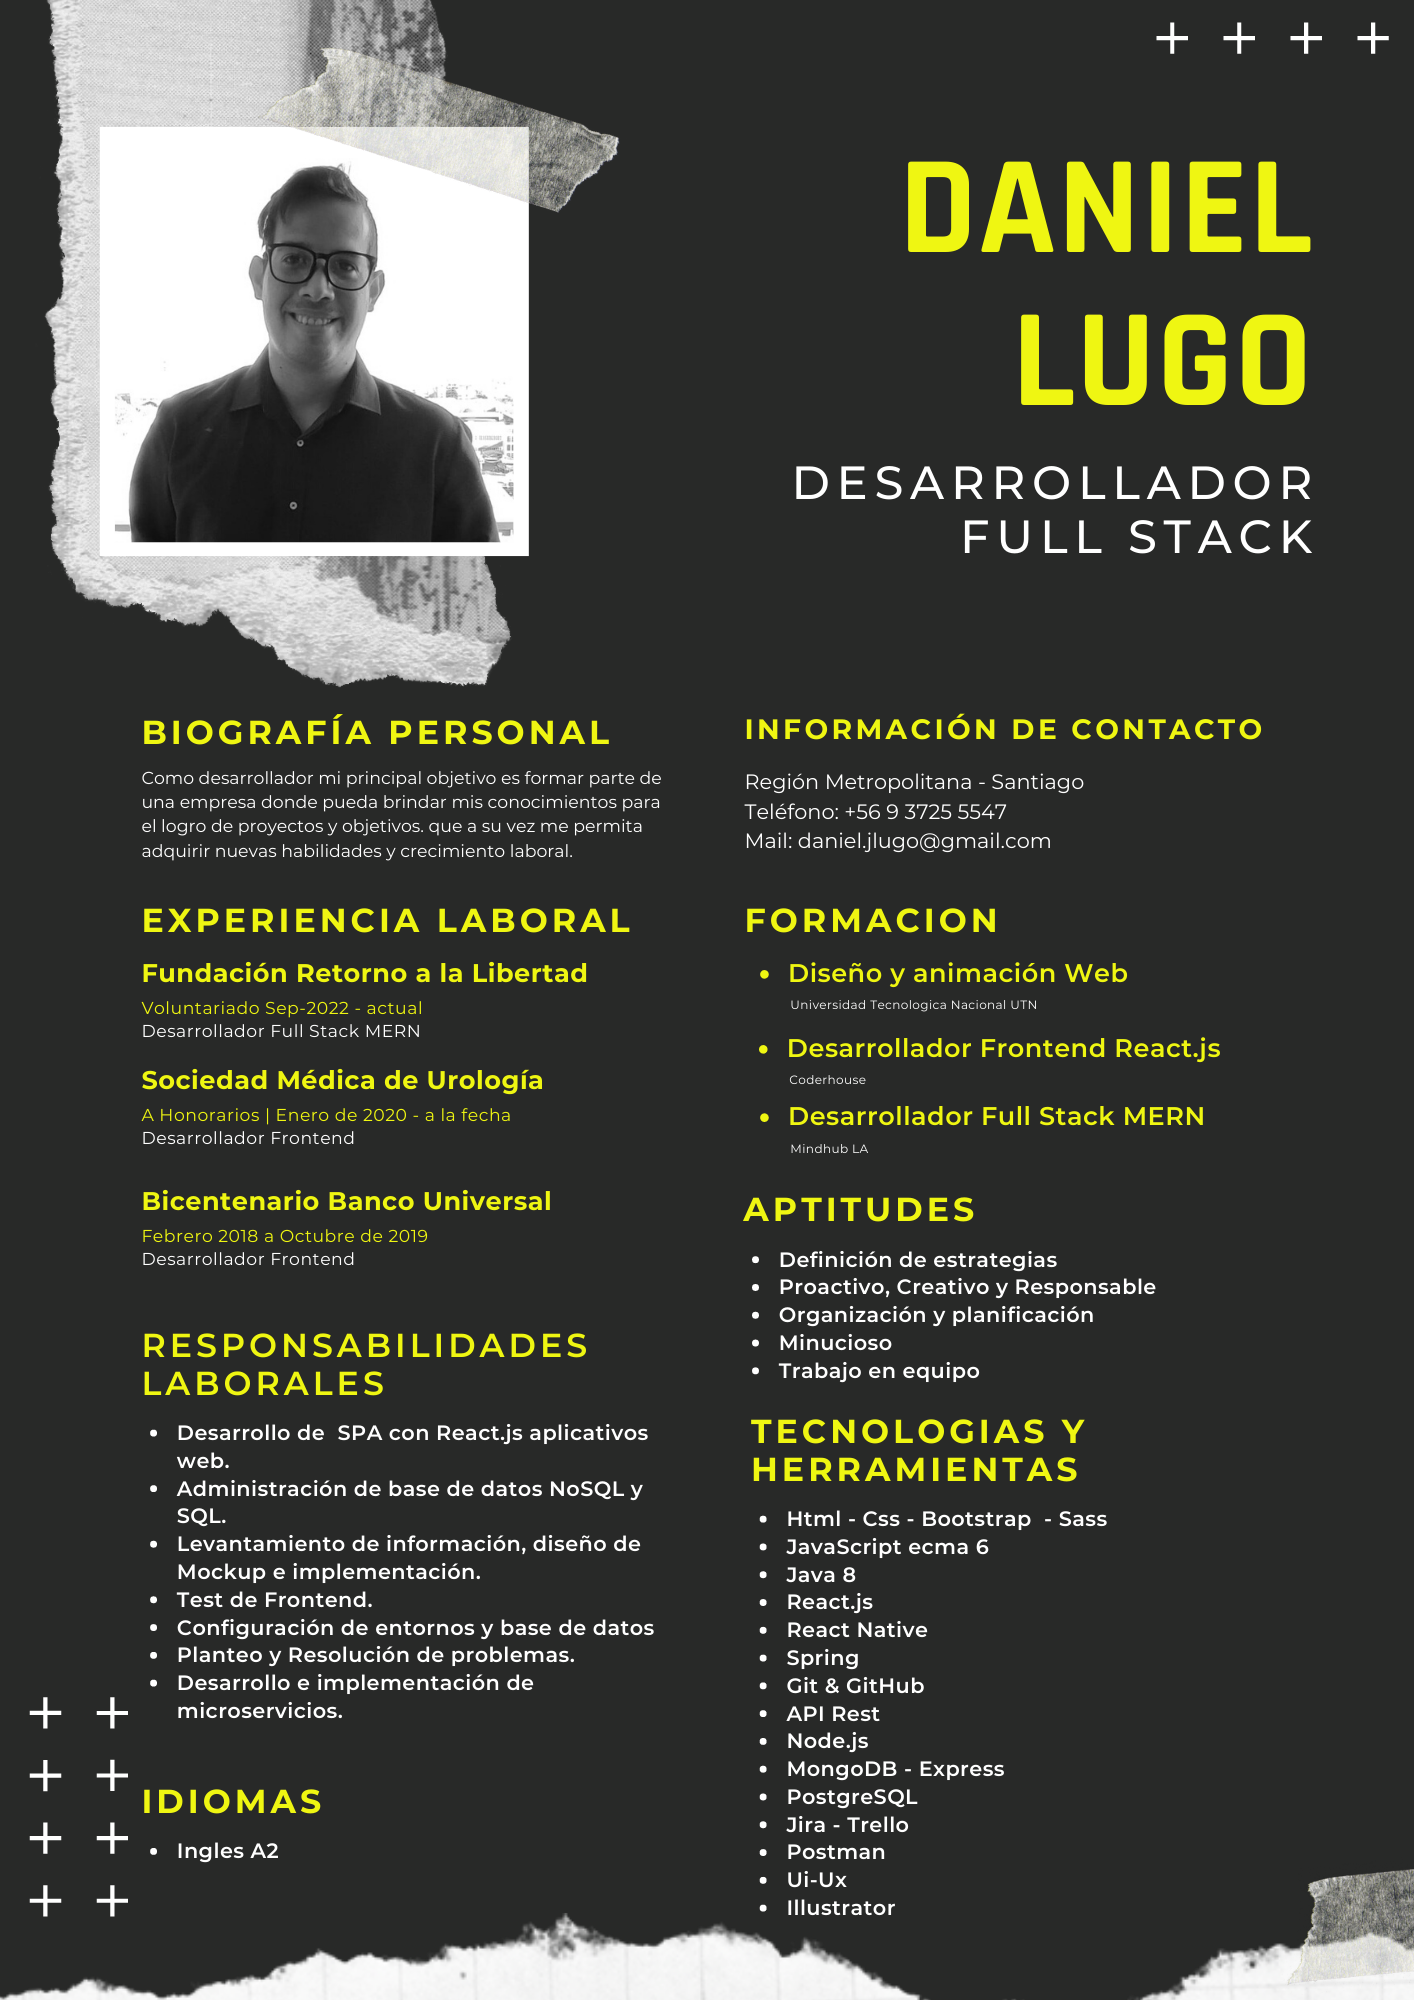 DANIEL
LUGO
DESARROLLADOR
FULL STACK
BIOGRAFÍA PERSONAL
Como desarrollador mi principal objetivo es formar parte de
una empresa donde pueda brindar mis conocimientos para
el logro de proyectos y objetivos. que a su vez me permita
adquirir nuevas habilidades y crecimiento laboral.
EXPERIENCIA LABORAL
Fundación Retorno a la Libertad
Voluntariado Sep-2022 - actual
Desarrollador Full Stack MERN
Sociedad Médica de Urología
A Honorarios | Enero de 2020 - a la fecha
Desarrollador Frontend
Bicentenario Banco Universal
Febrero 2018 a Octubre de 2019
Desarrollador Frontend
RESPONSABILIDADES
LABORALES
• Desarrollo de  SPA con React.js aplicativos
web.
• Administración de base de datos NoSQL y
SQL.
• Levantamiento de información, diseño de
Mockup e implementación.
• Test de Frontend.
• Configuración de entornos y base de datos
• Planteo y Resolución de problemas.
• Desarrollo e implementación de
microservicios.
IDIOMAS
• Ingles A2
INFORMACIÓN DE CONTACTO
Región Metropolitana - Santiago
Teléfono: +56 9 3725 5547
Mail: daniel.jlugo@gmail.com
FORMACION
• Diseño y animación Web
Universidad Tecnologica Nacional UTN
• Desarrollador Frontend React.js
Coderhouse
• Desarrollador Full Stack MERN
Mindhub LA
APTITUDES
• Definición de estrategias
• Proactivo, Creativo y Responsable
• Organización y planificación
• Minucioso
• Trabajo en equipo
TECNOLOGIAS Y
HERRAMIENTAS
• Html - Css - Bootstrap  - Sass
• JavaScript ecma 6
• Java 8
• React.js
• React Native
• Spring
• Git & GitHub
• API Rest
• Node.js
• MongoDB - Express
• PostgreSQL
• Jira - Trello
• Postman
• Ui-Ux
• Illustrator